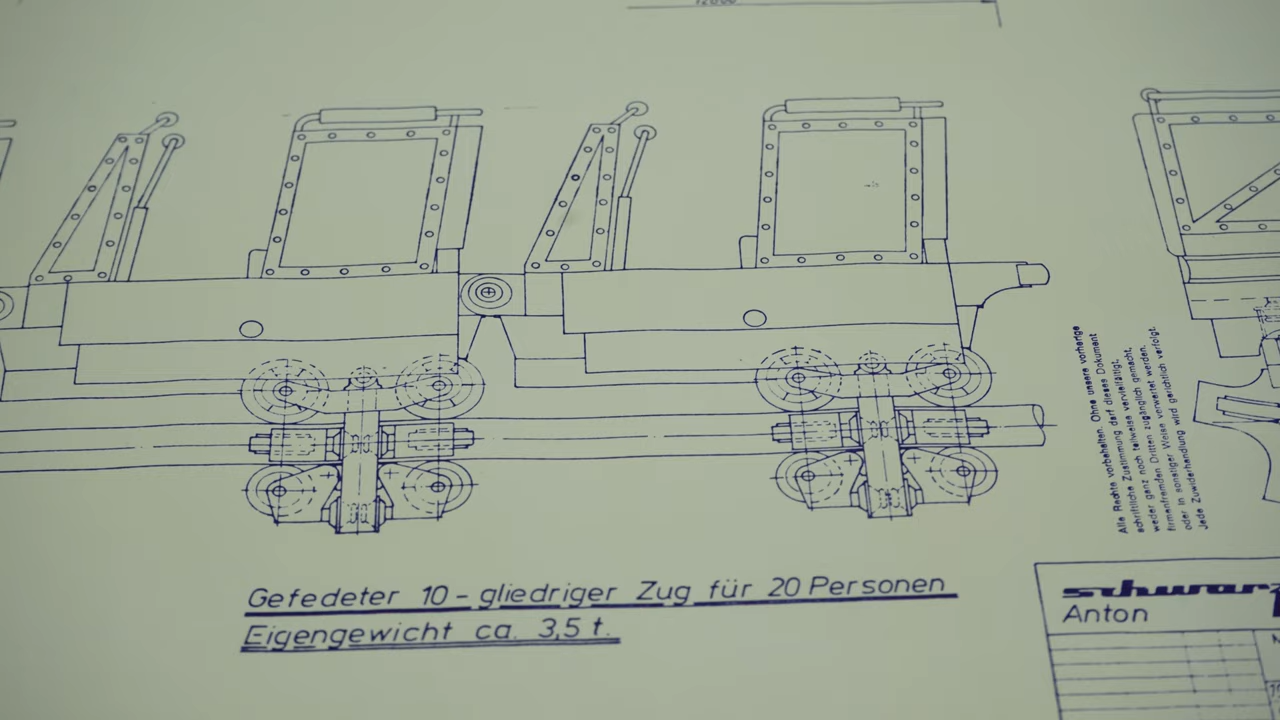 Alle Rechte vorbehalten. Ohne unsere vorherige
schriftliche Zustimmung darf dieses Dokument
weder ganz noch teilweise vervielfältigt,
Dritten zugänglich gemacht,
firmenfremden Weise verwertet werden.
oder in sonstiger
Jede Zuwiderhandlung wird gerichtlich verfolgt.
Gefedeter 10-gliedriger Zug für 20 Personen
Eigengewicht ca. 3,5 t.
schwarz
Anton